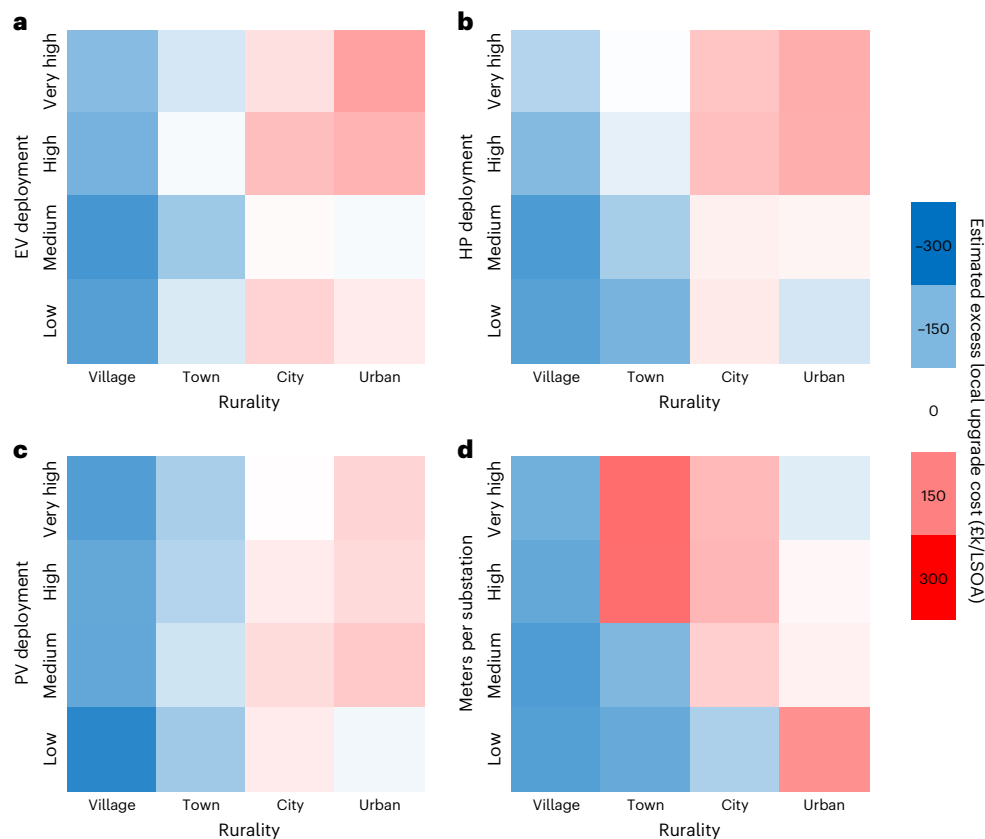 a
EV deployment
Very high
High
Medium
Low
Village Town City Urban
Rurality
b
HP deployment
Very high
High
Medium
Low
Village Town City Urban
Rurality
c
PV deployment
Very high
High
Medium
Low
Village Town City Urban
Rurality
d
Meters per substation
Very high
High
Medium
Low
Village Town City Urban
Rurality
−300
−150
0
150
300
Estimated excess local upgrade cost (£k/LSOA)